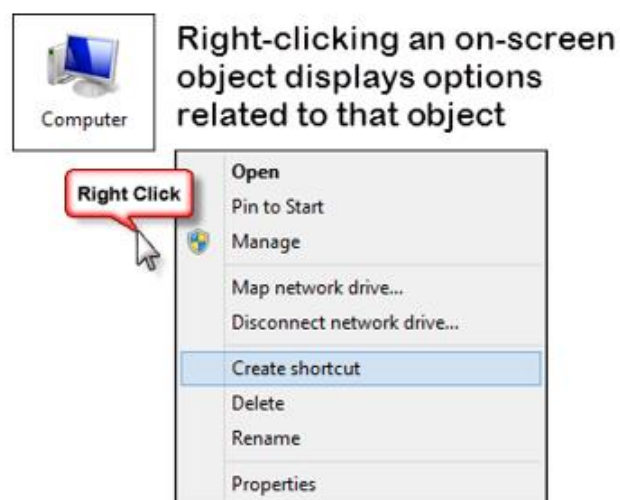 Right-clicking an on-screen
object displays options
related to that object
Computer
Right Click
Open
Pin to Start
Manage
Map network drive...
Disconnect network drive...
Create shortcut
Delete
Rename
Properties